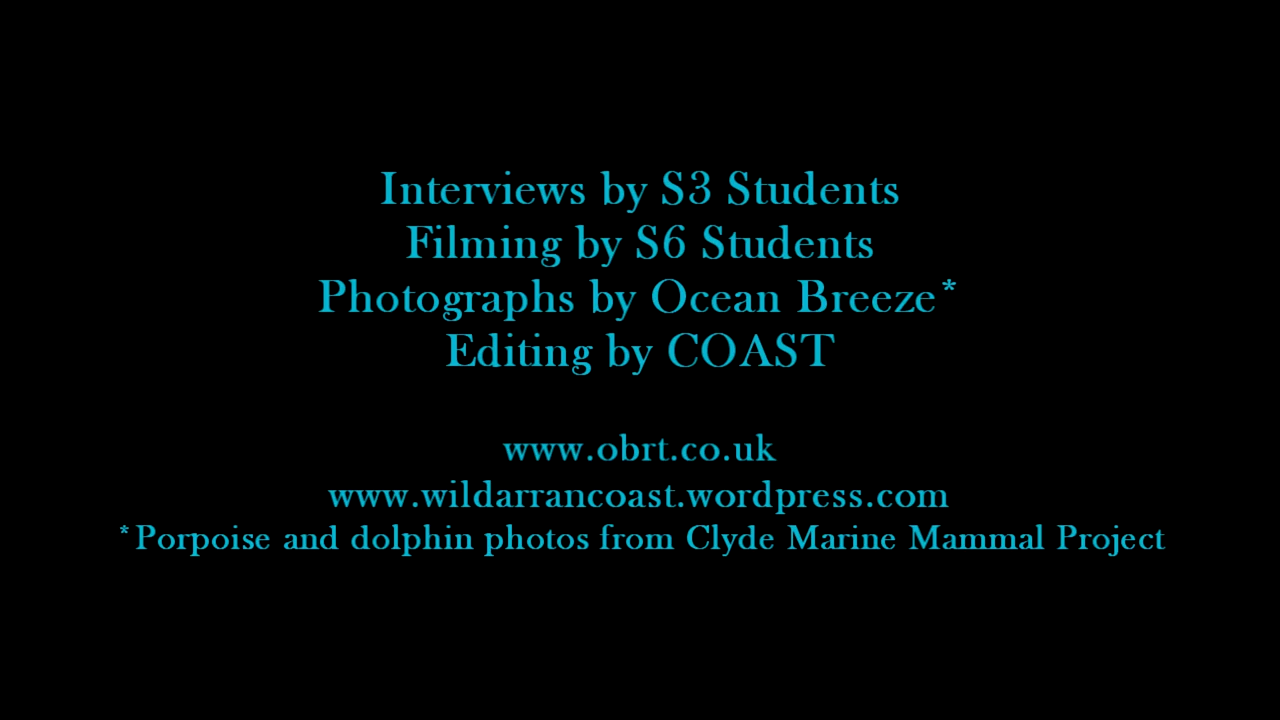 Interviews by S3 Students
Filming by S6 Students
Photographs by Ocean Breeze*
Editing by COAST
www.obrt.co.uk
www.wildarrancoast.wordpress.com
*Porpoise and dolphin photos from Clyde Marine Mammal Project